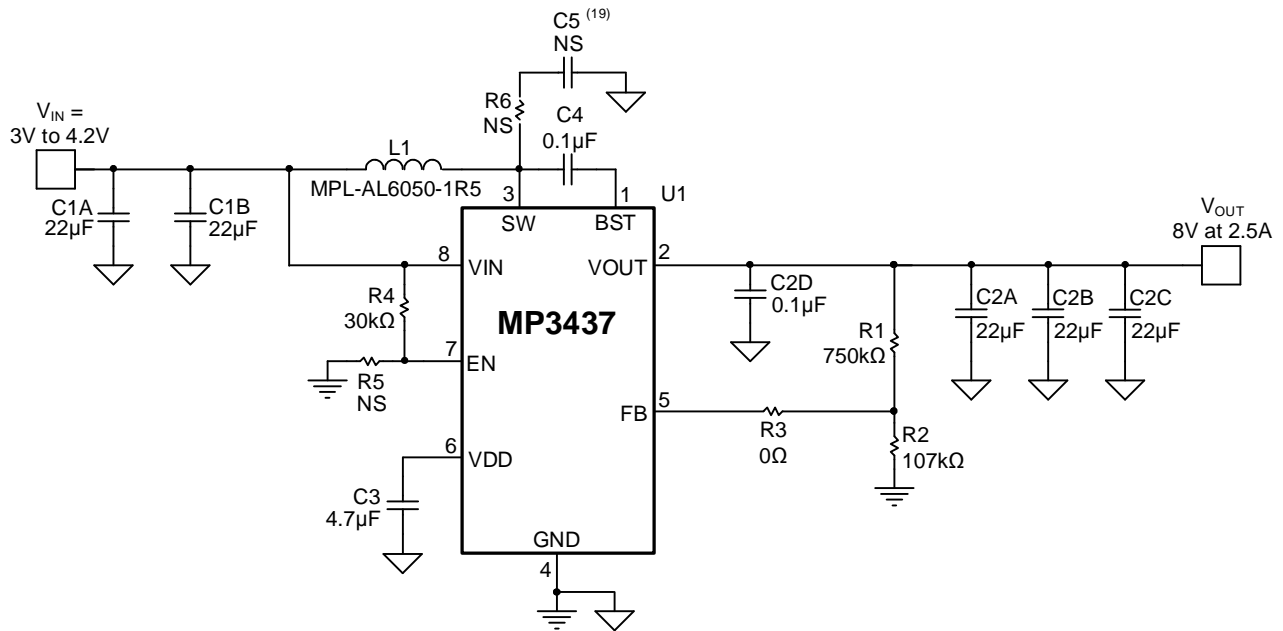 C5 (19)
NS
R6
NS
C4
0.1µF
VIN =
3V to 4.2V
L1
MPL-AL6050-1R5
C1A
22µF
C1B
22µF
3
SW
1
BST
U1
VOUT
8V at 2.5A
8
VIN
2
VOUT
R4
30kΩ
MP3437
C2D
0.1µF
R1
750kΩ
C2A
22µF
C2B
22µF
C2C
22µF
7
EN
R5
NS
5
FB
R3
0Ω
R2
107kΩ
6
VDD
C3
4.7µF
GND
4